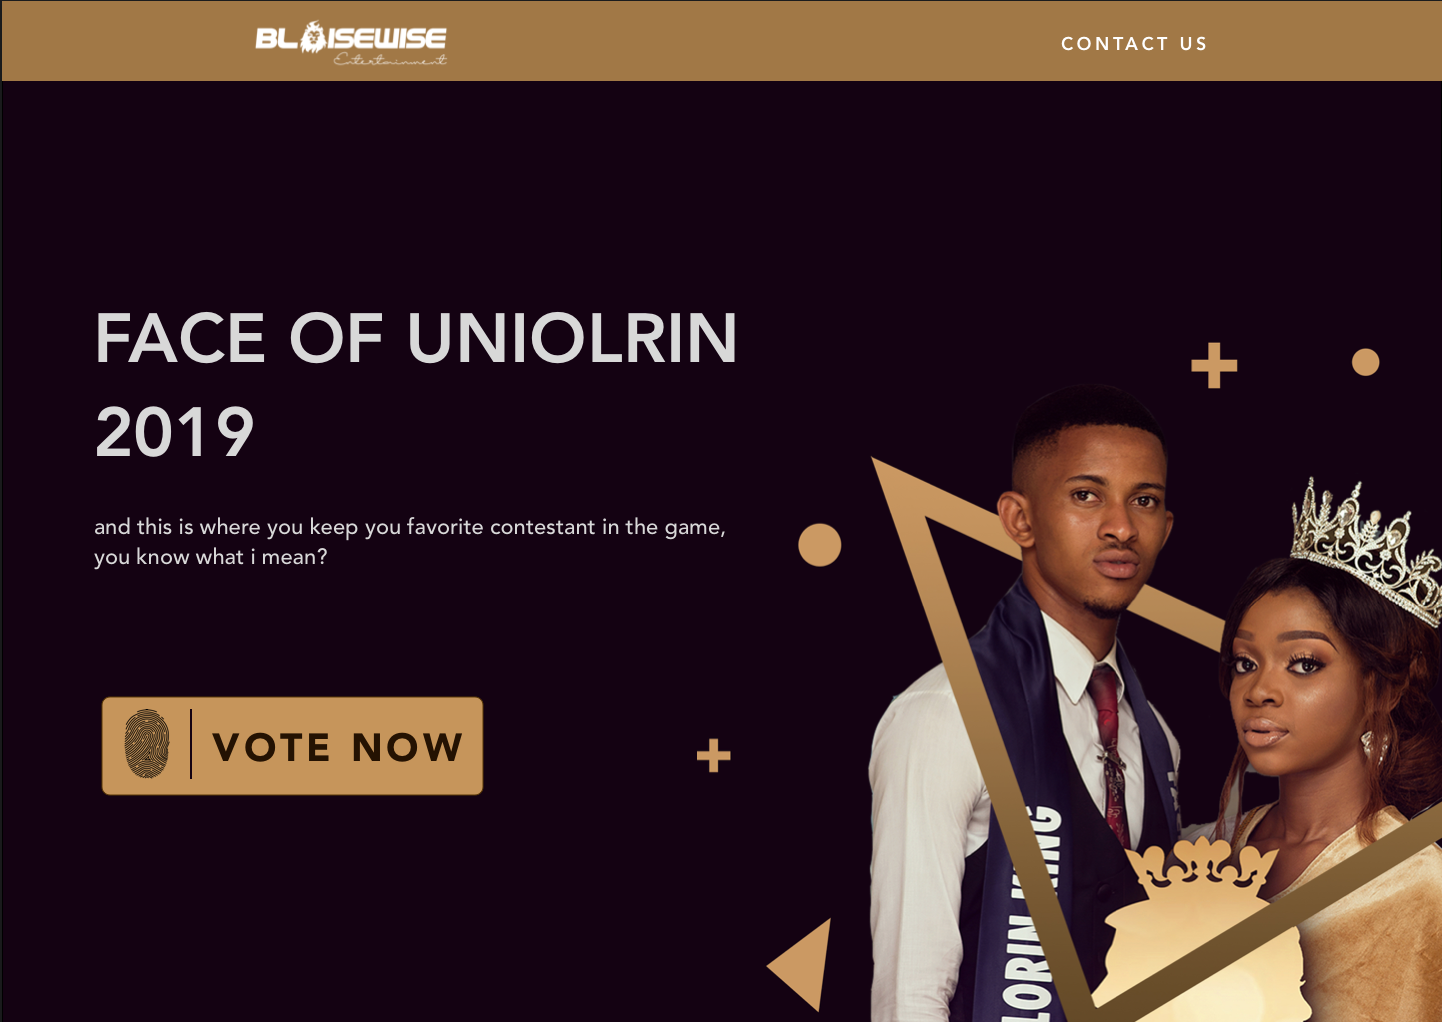 BLAISEWISE
Entertainment
CONTACT US
FACE OF UNIOLRIN
2019
and this is where you keep you favorite contestant in the game,
you know what i mean?
VOTE NOW
LORIN KING